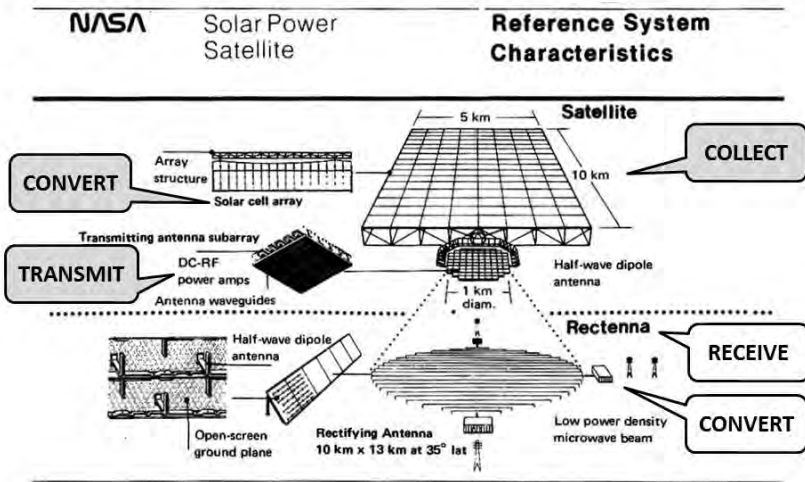 NASA
Solar Power
Satellite
Reference System
Characteristics
Satellite
5 km
10 km
COLLECT
Array
structure
CONVERT
Solar cell array
Transmitting antenna subarray
TRANSMIT
DC-RF
power amps
Antenna waveguides
Half-wave dipole
antenna
1 km
diam.
Rectenna
RECEIVE
Half-wave dipole
antenna
CONVERT
Open-screen
ground plane
Rectifying Antenna
10 km x 13 km at 35° lat
Low power density
microwave beam